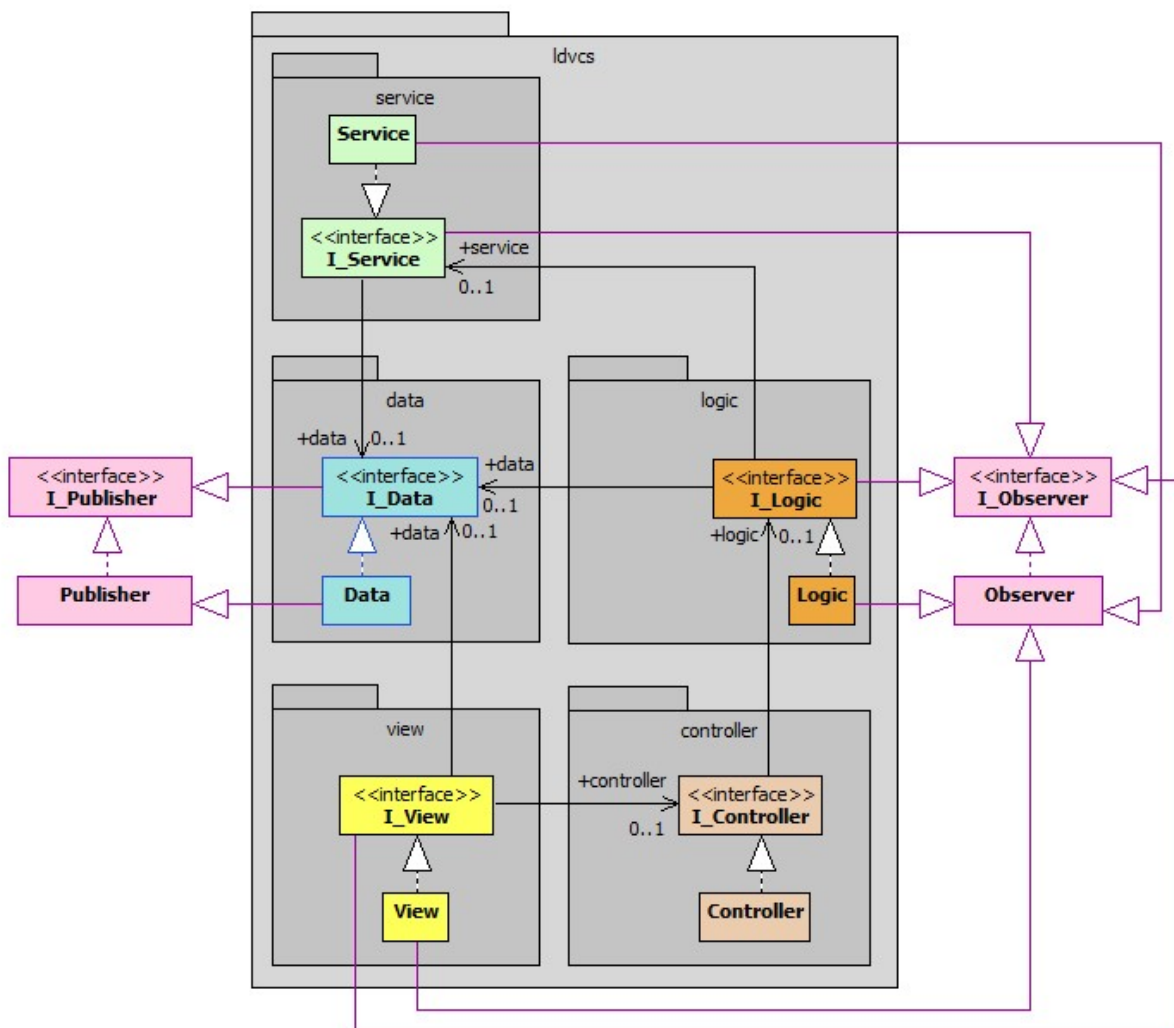 ldvcs
service
Service
<<interface>>
I_Service
+service
0..1
data
logic
+data
0..1
<<interface>>
I_Publisher
<<interface>>
I_Data
+data
0..1
<<interface>>
I_Logic
<<interface>>
I_Observer
+data
0..1
+logic
0..1
Publisher
Data
Logic
Observer
view
controller
<<interface>>
I_View
+controller
0..1
<<interface>>
I_Controller
View
Controller